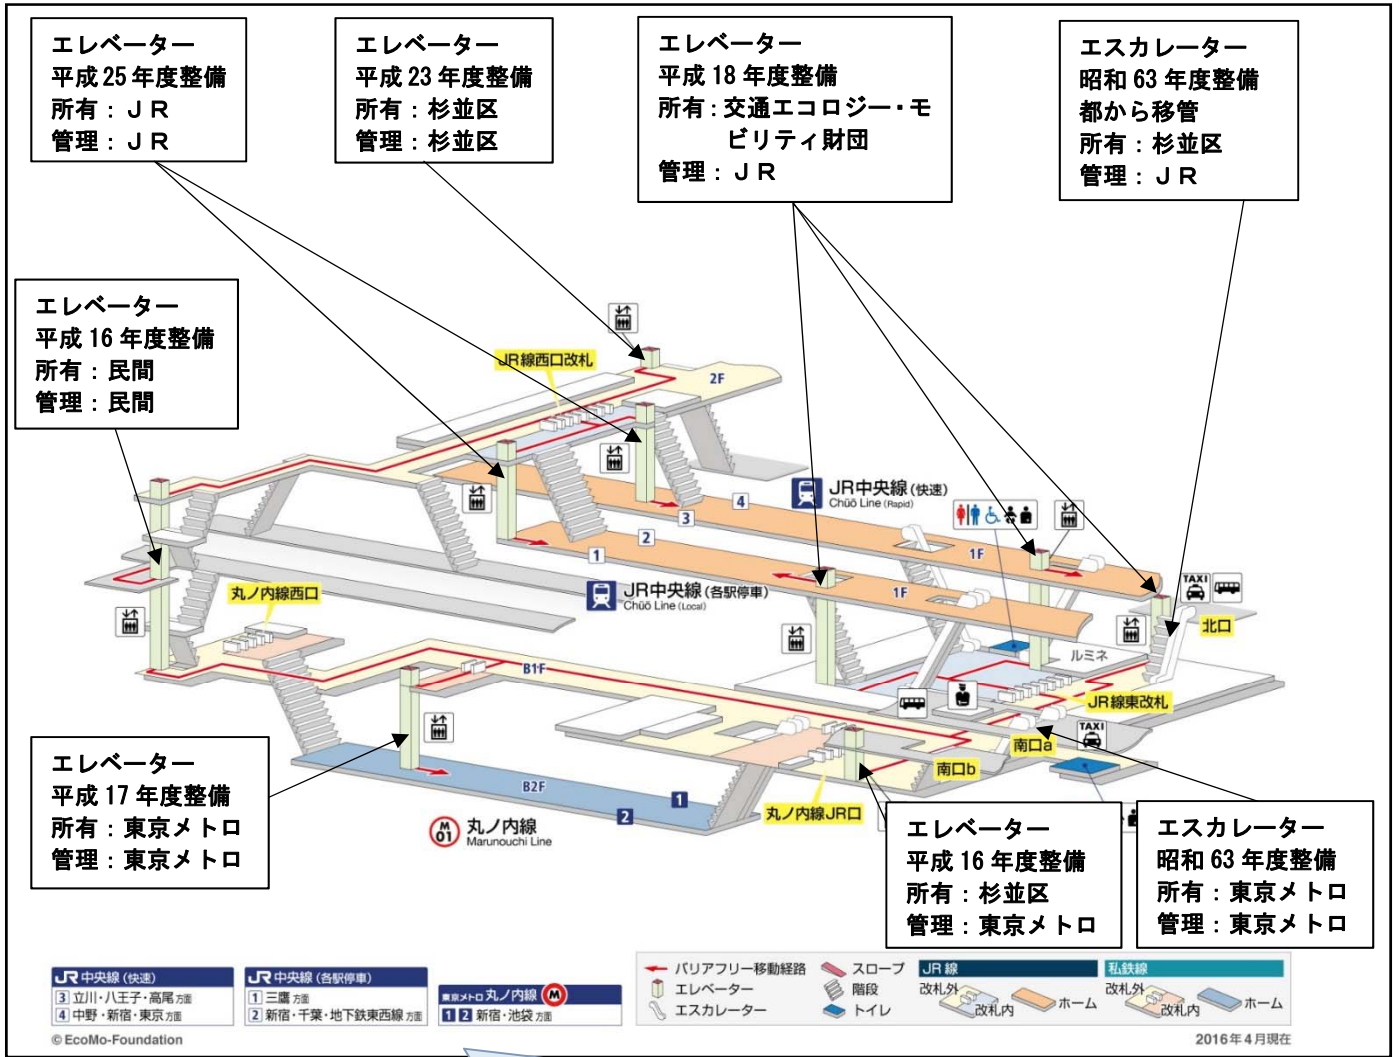 エレベーター
平成 25 年度整備
所有：ＪＲ
管理：ＪＲ
エレベーター
平成 23 年度整備
所有：杉並区
管理：杉並区
エレベーター
平成 18 年度整備
所有：交通エコロジー・モ
ビリティ財団
管理：ＪＲ
エスカレーター
昭和 63 年度整備
都から移管
所有：杉並区
管理：ＪＲ
エレベーター
平成 16 年度整備
所有：民間
管理：民間
JR線西口改札
2F
JR中央線(快速)
Chūō Line (Rapid)
4
3
2
1
1F
1F
JR中央線(各駅停車)
Chūō Line (Local)
丸ノ内線西口
TAXI
北口
ルミネ
B1F
JR線東改札
TAXI
南口a
南口b
B2F
1
2
丸ノ内線JR口
M
01
丸ノ内線
Marunouchi Line
エレベーター
平成 17 年度整備
所有：東京メトロ
管理：東京メトロ
エレベーター
平成 16 年度整備
所有：杉並区
管理：東京メトロ
エスカレーター
昭和 63 年度整備
所有：東京メトロ
管理：東京メトロ
JR中央線(快速)
3 立川・八王子・高尾方面
4 中野・新宿・東京方面
JR中央線(各駅停車)
1 三鷹方面
2 新宿・千葉・地下鉄東西線方面
東京メトロ丸ノ内線 M
1 2 新宿・池袋方面
バリアフリー移動経路
エレベーター
エスカレーター
スロープ
階段
トイレ
JR線
改札外
改札内
ホーム
私鉄線
改札外
改札内
ホーム
© EcoMo-Foundation
2016年4月現在